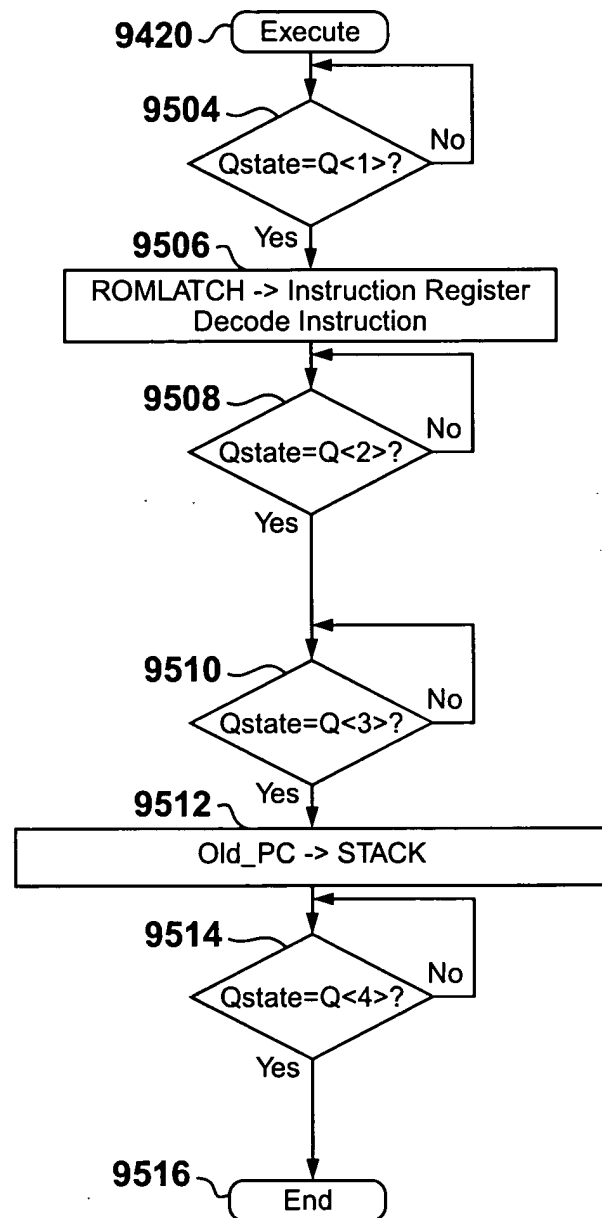 9420
Execute
9504
Qstate=Q<1>?
No
Yes
9506
ROMLATCH -> Instruction Register
Decode Instruction
9508
Qstate=Q<2>?
No
Yes
9510
Qstate=Q<3>?
No
Yes
9512
Old_PC -> STACK
9514
Qstate=Q<4>?
No
Yes
9516
End